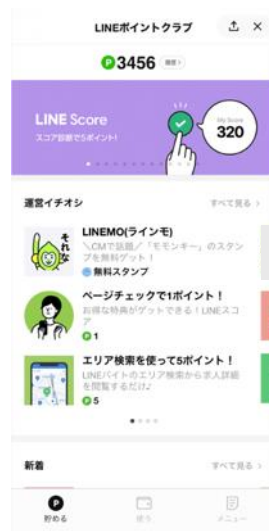 LINEポイントクラブ
P 3456 履歴 >
LINE Score
スコア診断で5ポイント!
My Score
320
運営イチオシ
すべて見る >
それな
LINEMO(ラインモ)
＼CMで話題／「モモンキー」のスタン
プを無料ゲット！
無料スタンプ
ページチェックで1ポイント！
お得な特典がゲットできる！LINEスコ
ア
P 1
エリア検索を使って5ポイント！
LINEバイトのエリア検索から求人詳細
を閲覧するだけ♪
P 5
新着
すべて見る >
P
貯める
使う
メニュー